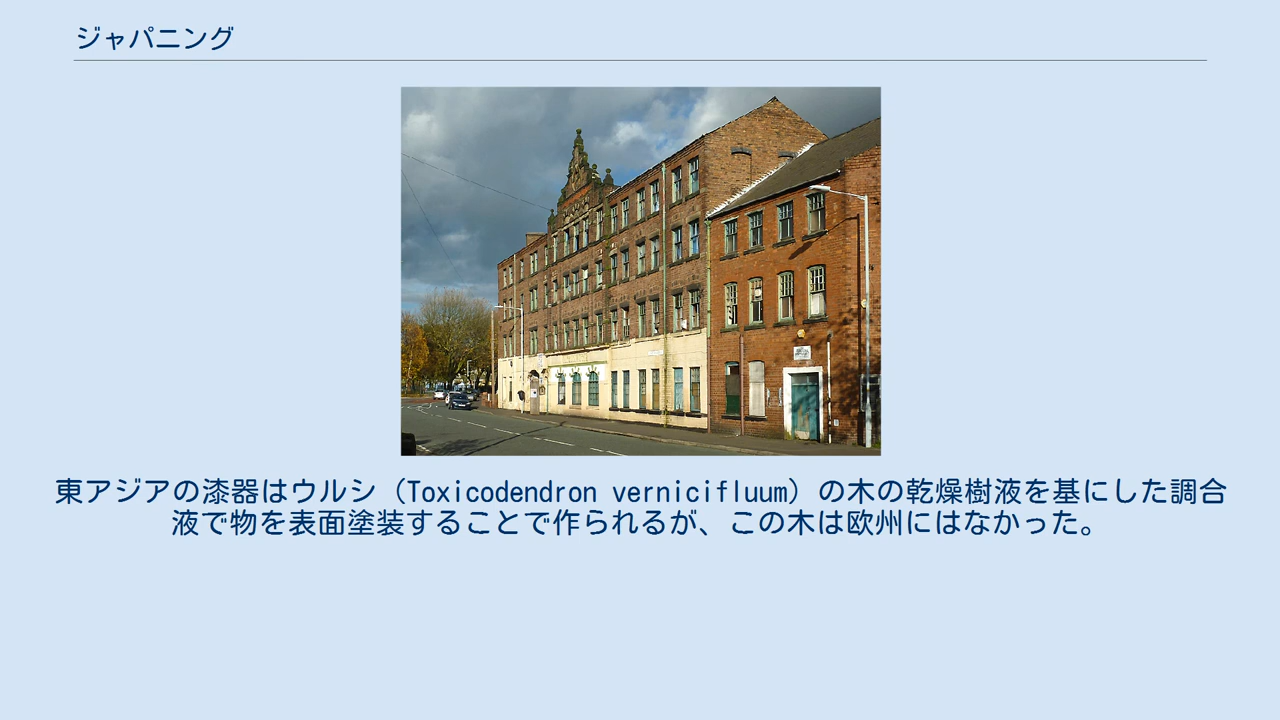 ジャパニング
東アジアの漆器はウルシ（Toxicodendron vernicifluum）の木の乾燥樹液を基にした調合
液で物を表面塗装することで作られるが、この木は欧州にはなかった。